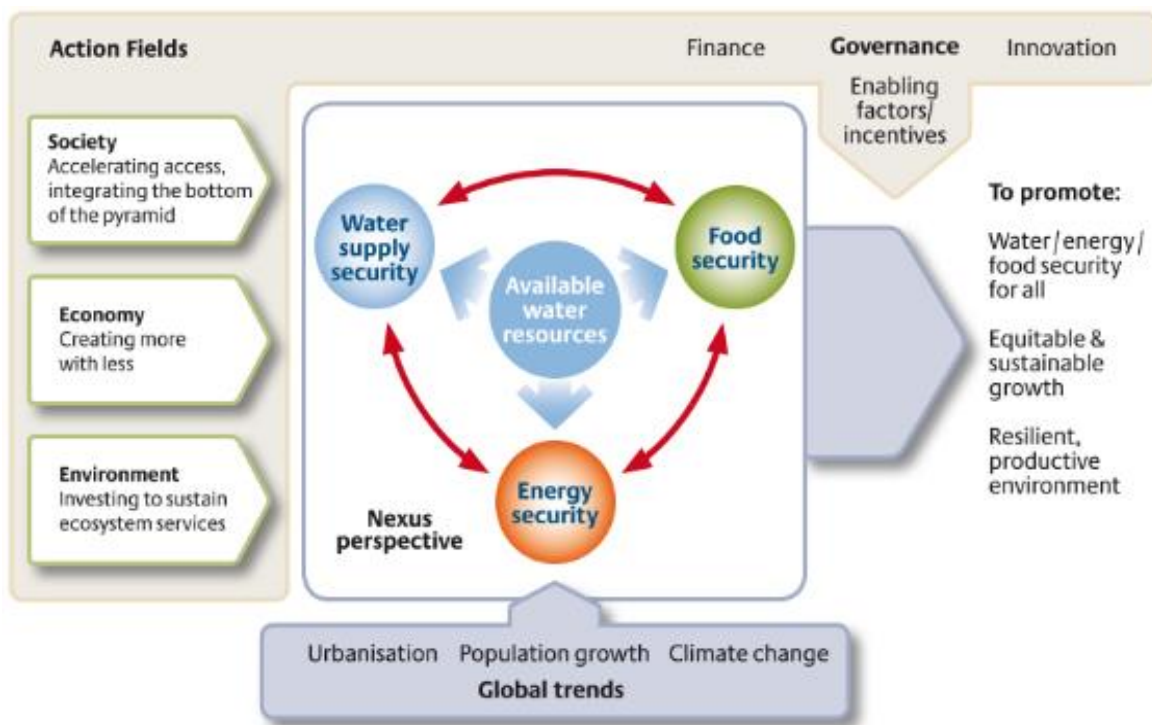 Action Fields
Finance
Governance
Innovation
Enabling
factors/
incentives
Society
Accelerating access,
integrating the bottom
of the pyramid
Economy
Creating more
with less
Environment
Investing to sustain
ecosystem services
Water
supply
security
Food
security
Available
water
resources
Energy
security
Nexus
perspective
To promote:
Water/energy/
food security
for all
Equitable &
sustainable
growth
Resilient,
productive
environment
Urbanisation
Population growth
Climate change
Global trends